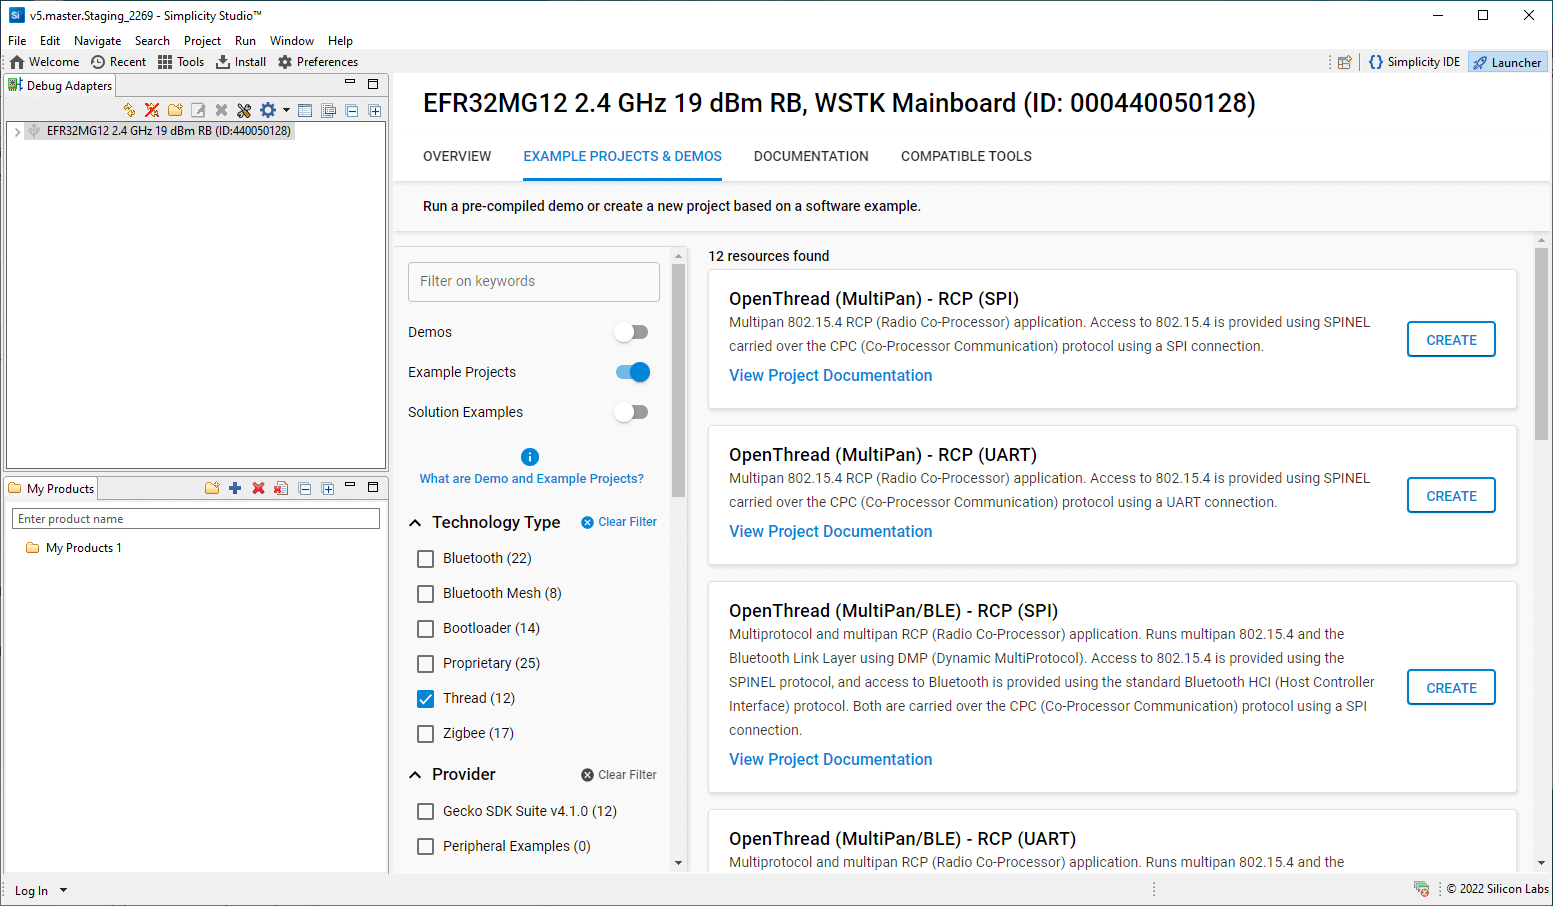 v5.master.Staging_2269 - Simplicity Studio™
File Edit Navigate Search Project Run Window Help
Welcome Recent Tools Install Preferences
Simplicity IDE Launcher
Debug Adapters
EFR32MG12 2.4 GHz 19 dBm RB (ID:440050128)
My Products
Enter product name
My Products 1
EFR32MG12 2.4 GHz 19 dBm RB, WSTK Mainboard (ID: 000440050128)
OVERVIEW EXAMPLE PROJECTS & DEMOS DOCUMENTATION COMPATIBLE TOOLS
Run a pre-compiled demo or create a new project based on a software example.
Filter on keywords
Demos
Example Projects
Solution Examples
What are Demo and Example Projects?
Technology Type Clear Filter
Bluetooth (22)
Bluetooth Mesh (8)
Bootloader (14)
Proprietary (25)
Thread (12)
Zigbee (17)
Provider Clear Filter
Gecko SDK Suite v4.1.0 (12)
Peripheral Examples (0)
12 resources found
OpenThread (MultiPan) - RCP (SPI)
Multipan 802.15.4 RCP (Radio Co-Processor) application. Access to 802.15.4 is provided using SPINEL
carried over the CPC (Co-Processor Communication) protocol using a SPI connection.
View Project Documentation
CREATE
OpenThread (MultiPan) - RCP (UART)
Multipan 802.15.4 RCP (Radio Co-Processor) application. Access to 802.15.4 is provided using SPINEL
carried over the CPC (Co-Processor Communication) protocol using a UART connection.
View Project Documentation
CREATE
OpenThread (MultiPan/BLE) - RCP (SPI)
Multiprotocol and multipan RCP (Radio Co-Processor) application. Runs multipan 802.15.4 and the
Bluetooth Link Layer using DMP (Dynamic MultiProtocol). Access to 802.15.4 is provided using the
SPINEL protocol, and access to Bluetooth is provided using the standard Bluetooth HCI (Host Controller
Interface) protocol. Both are carried over the CPC (Co-Processor Communication) protocol using a SPI
connection.
View Project Documentation
CREATE
OpenThread (MultiPan/BLE) - RCP (UART)
Multiprotocol and multipan RCP (Radio Co-Processor) application. Runs multipan 802.15.4 and the
Log In
© 2022 Silicon Labs